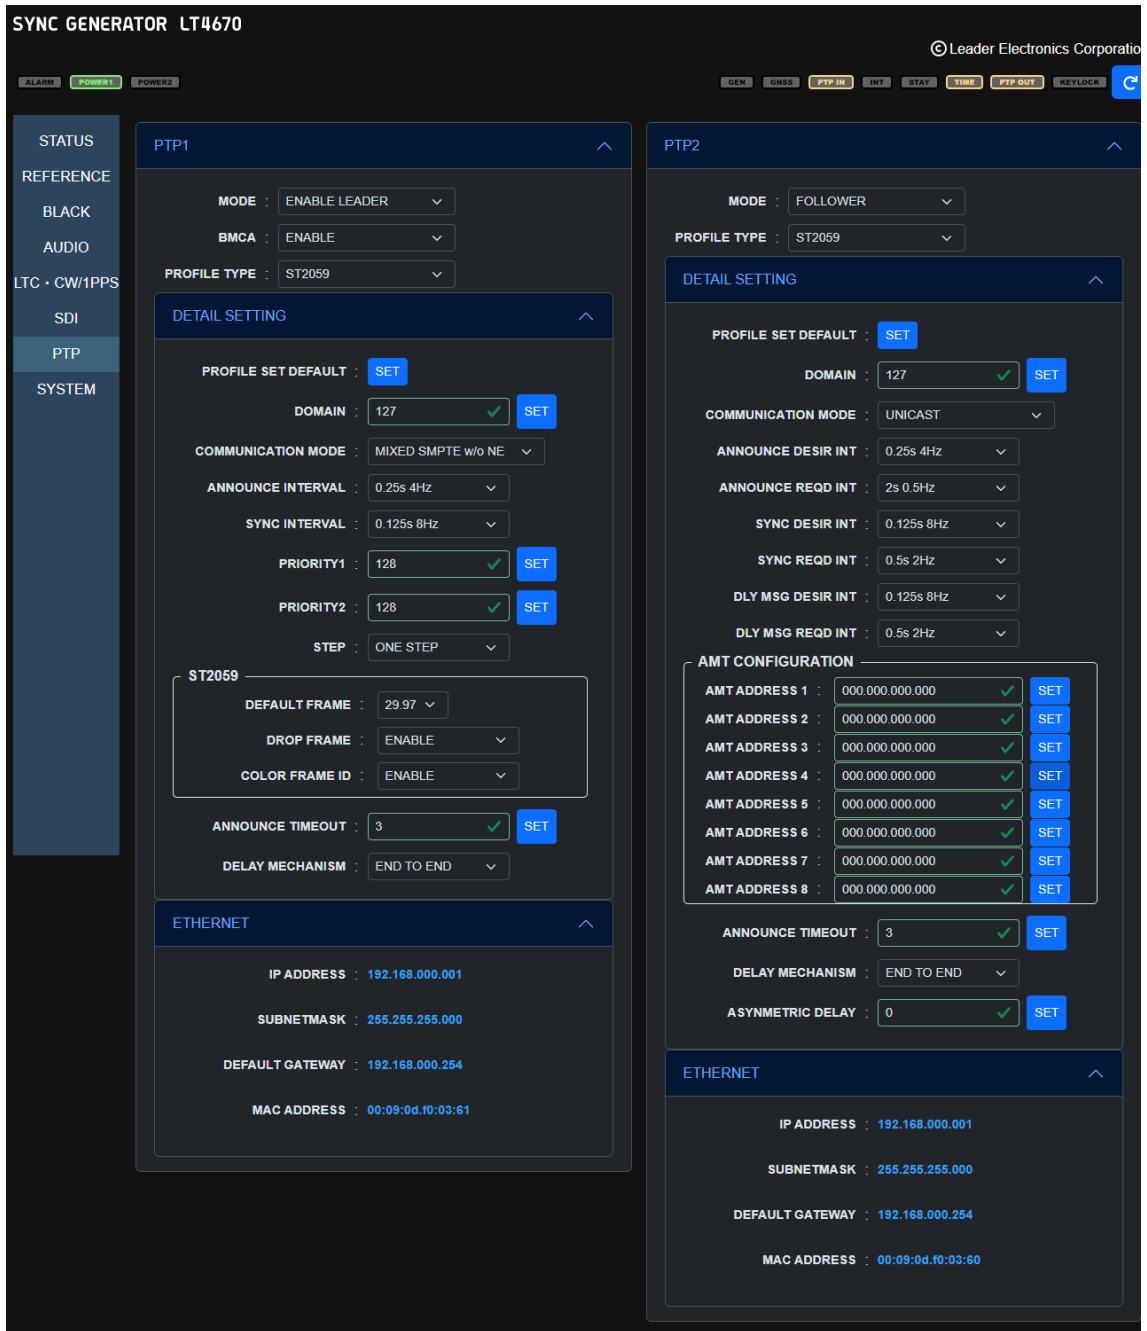 SYNC GENERATOR LT4670
©Leader Electronics Corporatio
ALARM POWER1 POWER2 GEN GNSS PTP IN INT STAY TIME PTP OUT KEYLOCK
STATUS
REFERENCE
BLACK
AUDIO
LTC・CW/1PPS
SDI
PTP
SYSTEM
PTP1
MODE : ENABLE LEADER
BMCA : ENABLE
PROFILE TYPE : ST2059
DETAIL SETTING
PROFILE SET DEFAULT : SET
DOMAIN : 127 SET
COMMUNICATION MODE : MIXED SMPTE w/o NE
ANNOUNCE INTERVAL : 0.25s 4Hz
SYNC INTERVAL : 0.125s 8Hz
PRIORITY1 : 128 SET
PRIORITY2 : 128 SET
STEP : ONE STEP
ST2059
DEFAULT FRAME : 29.97
DROP FRAME : ENABLE
COLOR FRAME ID : ENABLE
ANNOUNCE TIMEOUT : 3 SET
DELAY MECHANISM : END TO END
ETHERNET
IP ADDRESS : 192.168.000.001
SUBNETMASK : 255.255.255.000
DEFAULT GATEWAY : 192.168.000.254
MAC ADDRESS : 00:09:0d.f0:03:61
PTP2
MODE : FOLLOWER
PROFILE TYPE : ST2059
DETAIL SETTING
PROFILE SET DEFAULT : SET
DOMAIN : 127 SET
COMMUNICATION MODE : UNICAST
ANNOUNCE DESIR INT : 0.25s 4Hz
ANNOUNCE REQD INT : 2s 0.5Hz
SYNC DESIR INT : 0.125s 8Hz
SYNC REQD INT : 0.5s 2Hz
DLY MSG DESIR INT : 0.125s 8Hz
DLY MSG REQD INT : 0.5s 2Hz
AMT CONFIGURATION
AMT ADDRESS 1 : 000.000.000.000 SET
AMT ADDRESS 2 : 000.000.000.000 SET
AMT ADDRESS 3 : 000.000.000.000 SET
AMT ADDRESS 4 : 000.000.000.000 SET
AMT ADDRESS 5 : 000.000.000.000 SET
AMT ADDRESS 6 : 000.000.000.000 SET
AMT ADDRESS 7 : 000.000.000.000 SET
AMT ADDRESS 8 : 000.000.000.000 SET
ANNOUNCE TIMEOUT : 3 SET
DELAY MECHANISM : END TO END
ASYNMETRIC DELAY : 0 SET
ETHERNET
IP ADDRESS : 192.168.000.001
SUBNETMASK : 255.255.255.000
DEFAULT GATEWAY : 192.168.000.254
MAC ADDRESS : 00:09:0d.f0:03:60